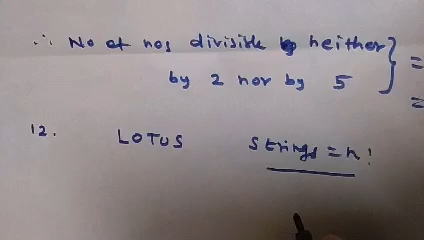 ∴ No of nos divisible by neither } =
by 2 nor by 5 } =
12. LOTUS Strings = n!